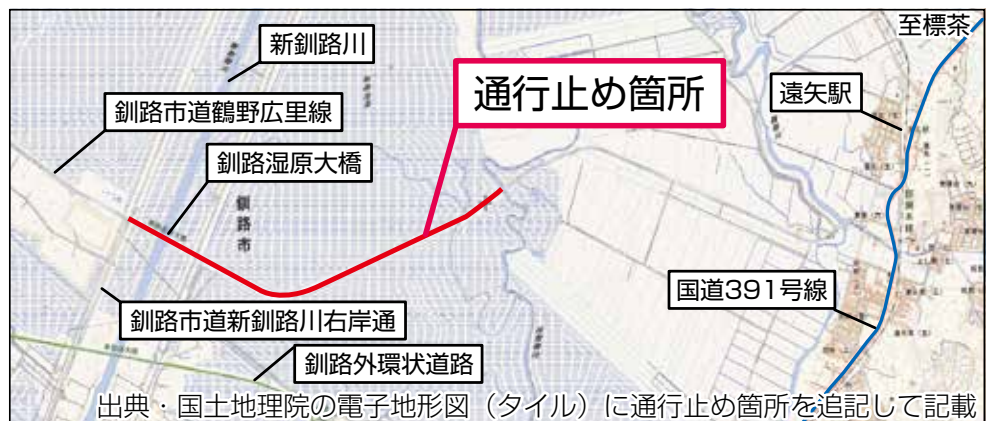 至標茶
新釧路川
通行止め箇所
遠矢駅
釧路市道鶴野広里線
釧路湿原大橋
釧路市
国道391号線
釧路市道新釧路川右岸通
釧路外環状道路
出典・国土地理院の電子地形図（タイル）に通行止め箇所を追記して記載